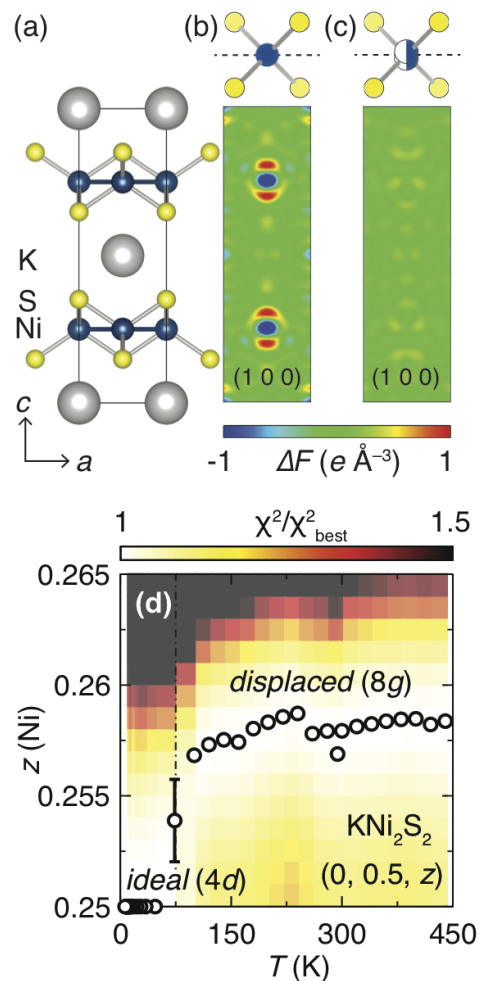 (a)
(b)
(c)
K
S
Ni
c
a
(1 0 0)
(1 0 0)
-1 ΔF (e Å⁻³) 1
1 χ²/χ²best 1.5
(d)
0.265
0.26
0.255
0.25
z (Ni)
displaced (8g)
KNi₂S₂
ideal (4d)
(0, 0.5, z)
0 150 300 450
T (K)